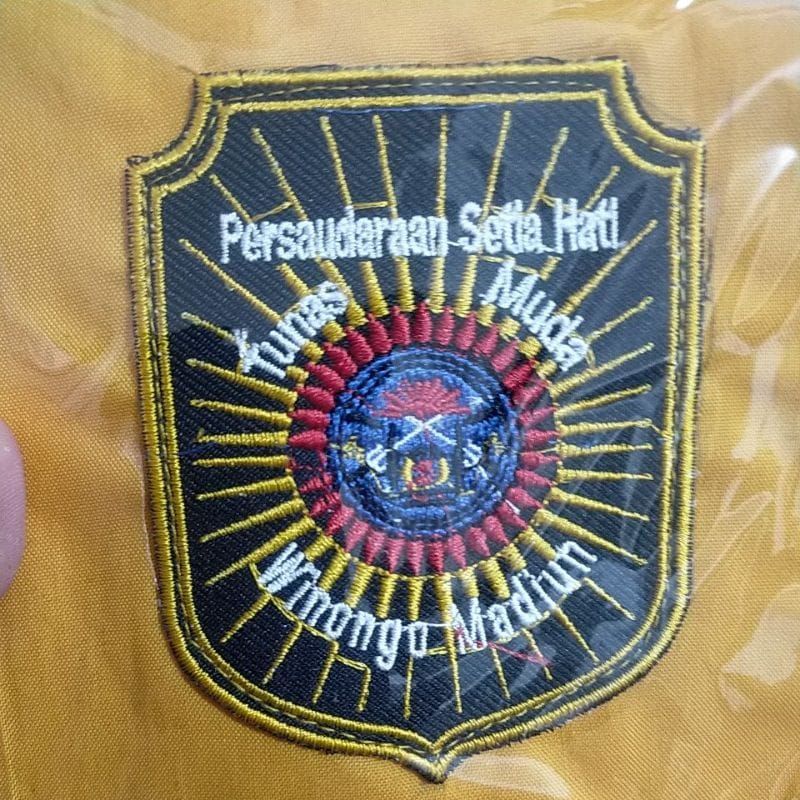 Persaudaraan Setia Hati
Tunas Muda
Winongo Madiun